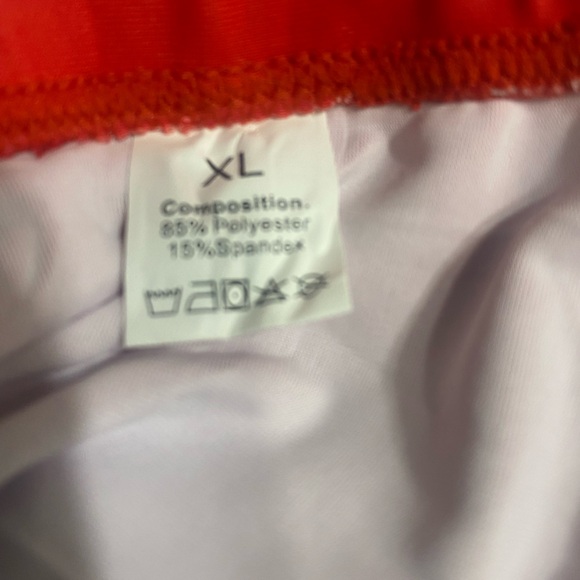 XL
Composition.
85% Polyester
15%Spandex